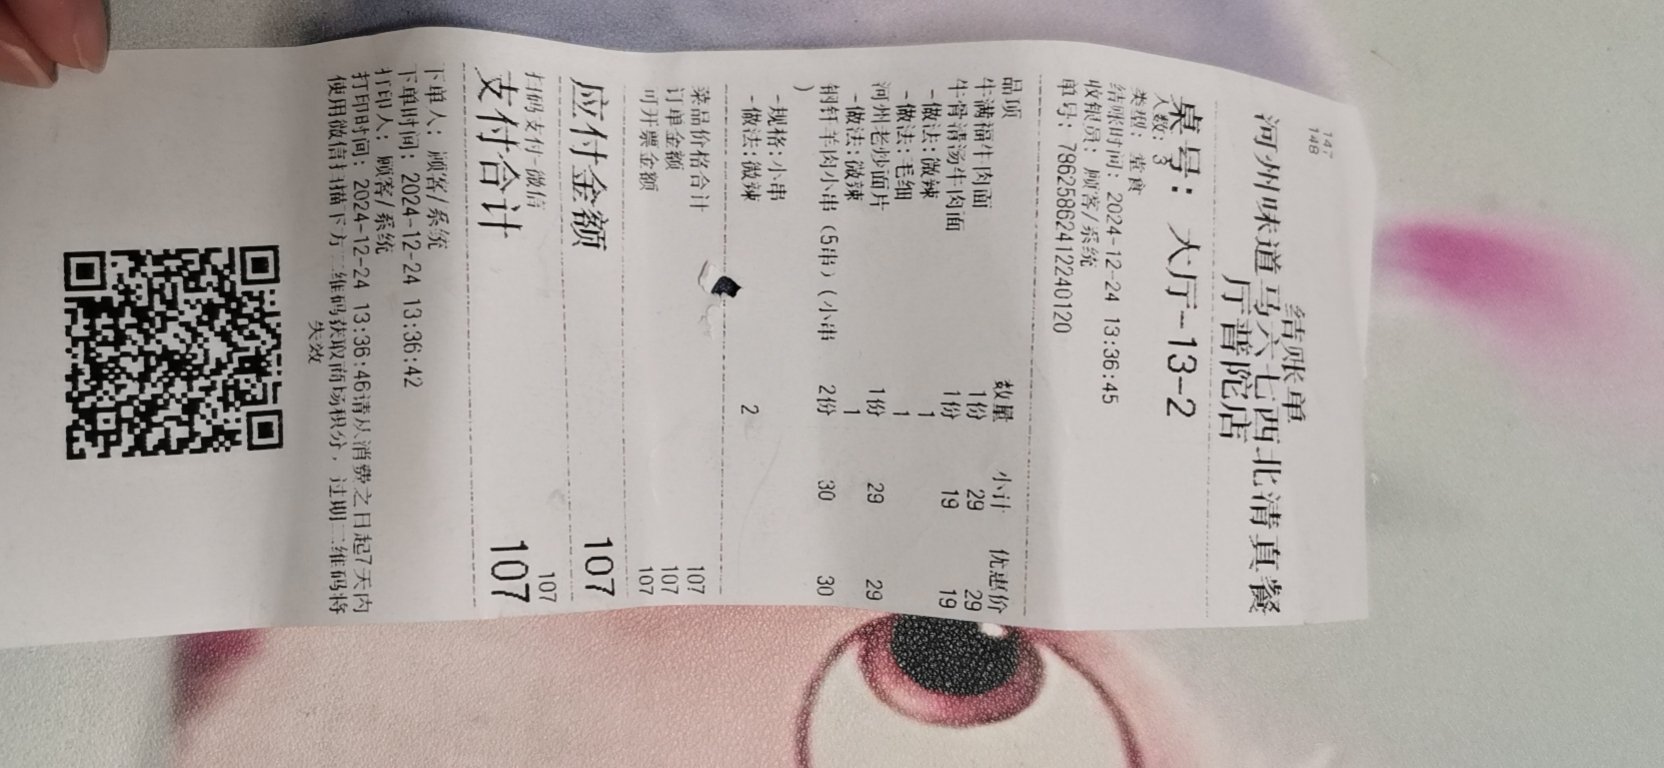 147
148
结账单
河州味道马六七西北清真餐
厅普陀店
桌号：大厅-13-2
人数：3
类型：堂食
结账时间：2024-12-24 13:36:45
收银员：顾客/系统
单号：786258624122401​20
品项 数量 小计 优惠价
牛满福牛肉面 1份 29 29
牛骨清汤牛肉面 1份 19 19
-做法:微辣 1
-做法:毛细 1
河州老炒面片 1份 29 29
-做法:微辣 1
钢钎羊肉小串（5串）（小串 2份 30 30
）
-规格:小串
-做法:微辣 2
菜品价格合计 107
订单金额 107
可开票金额 107
应付金额 107
扫码支付-微信 107
支付合计 107
下单人：顾客/系统
下单时间：2024-12-24 13:36:42
打印人：顾客/系统
打印时间：2024-12-24 13:36:46请从消费之日起7天内
使用微信扫描下方二维码获取商场积分，过期二维码将
失效